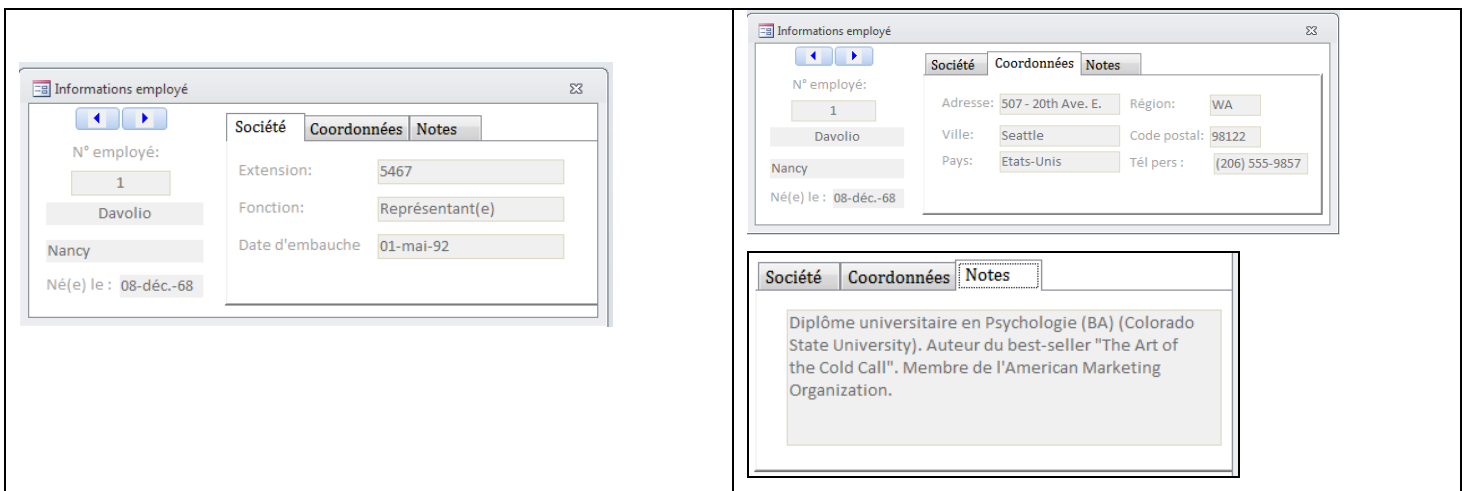 Informations employé
Société Coordonnées Notes
N° employé:
1
Davolio
Nancy
Né(e) le : 08-déc.-68
Extension: 5467
Fonction: Représentant(e)
Date d'embauche 01-mai-92
Informations employé
Société Coordonnées Notes
N° employé:
1
Davolio
Nancy
Né(e) le : 08-déc.-68
Adresse: 507 - 20th Ave. E. Région: WA
Ville: Seattle Code postal: 98122
Pays: Etats-Unis Tél pers : (206) 555-9857
Société Coordonnées Notes
Diplôme universitaire en Psychologie (BA) (Colorado
State University). Auteur du best-seller "The Art of
the Cold Call". Membre de l'American Marketing
Organization.